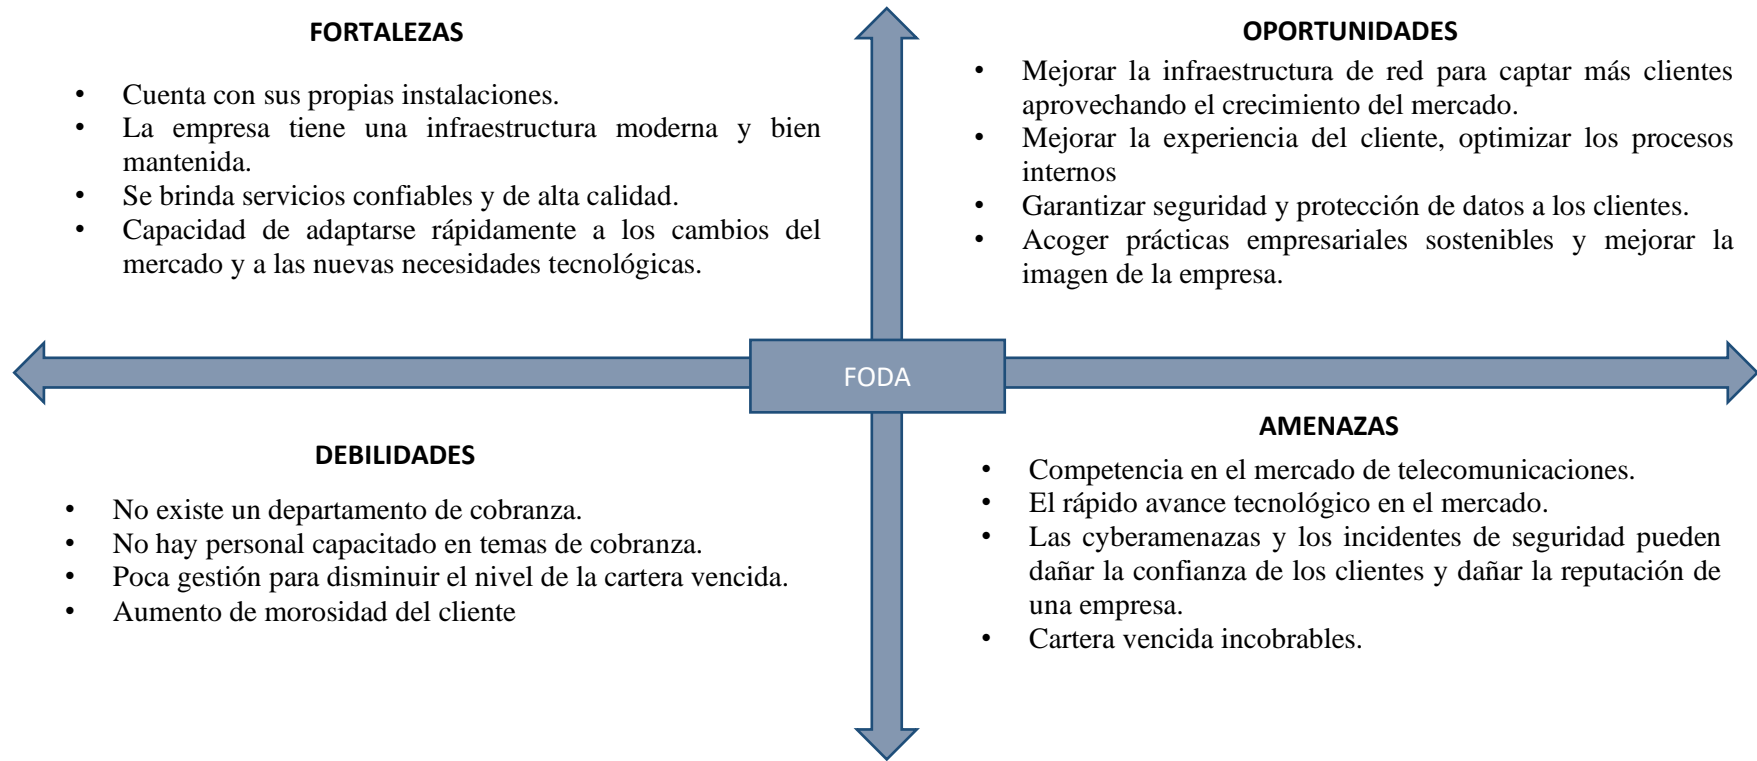 FORTALEZAS
• Cuenta con sus propias instalaciones.
• La empresa tiene una infraestructura moderna y bien
mantenida.
• Se brinda servicios confiables y de alta calidad.
• Capacidad de adaptarse rápidamente a los cambios del
mercado y a las nuevas necesidades tecnológicas.
OPORTUNIDADES
• Mejorar la infraestructura de red para captar más clientes
aprovechando el crecimiento del mercado.
• Mejorar la experiencia del cliente, optimizar los procesos
internos
• Garantizar seguridad y protección de datos a los clientes.
• Acoger prácticas empresariales sostenibles y mejorar la
imagen de la empresa.
FODA
DEBILIDADES
• No existe un departamento de cobranza.
• No hay personal capacitado en temas de cobranza.
• Poca gestión para disminuir el nivel de la cartera vencida.
• Aumento de morosidad del cliente
AMENAZAS
• Competencia en el mercado de telecomunicaciones.
• El rápido avance tecnológico en el mercado.
• Las cyberamenazas y los incidentes de seguridad pueden
dañar la confianza de los clientes y dañar la reputación de
una empresa.
• Cartera vencida incobrables.